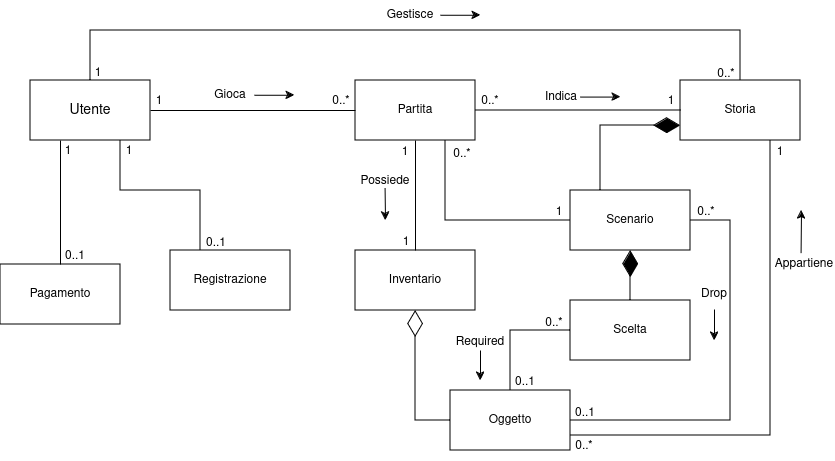 Gestisce
1
0..*
Utente
1
Gioca
0..*
Partita
0..*
Indica
1
Storia
1
1
1
0..*
1
Possiede
1
Scenario
0..*
0..1
0..1
1
Appartiene
Pagamento
Registrazione
Inventario
Drop
0..*
Scelta
Required
0..1
Oggetto
0..1
0..*